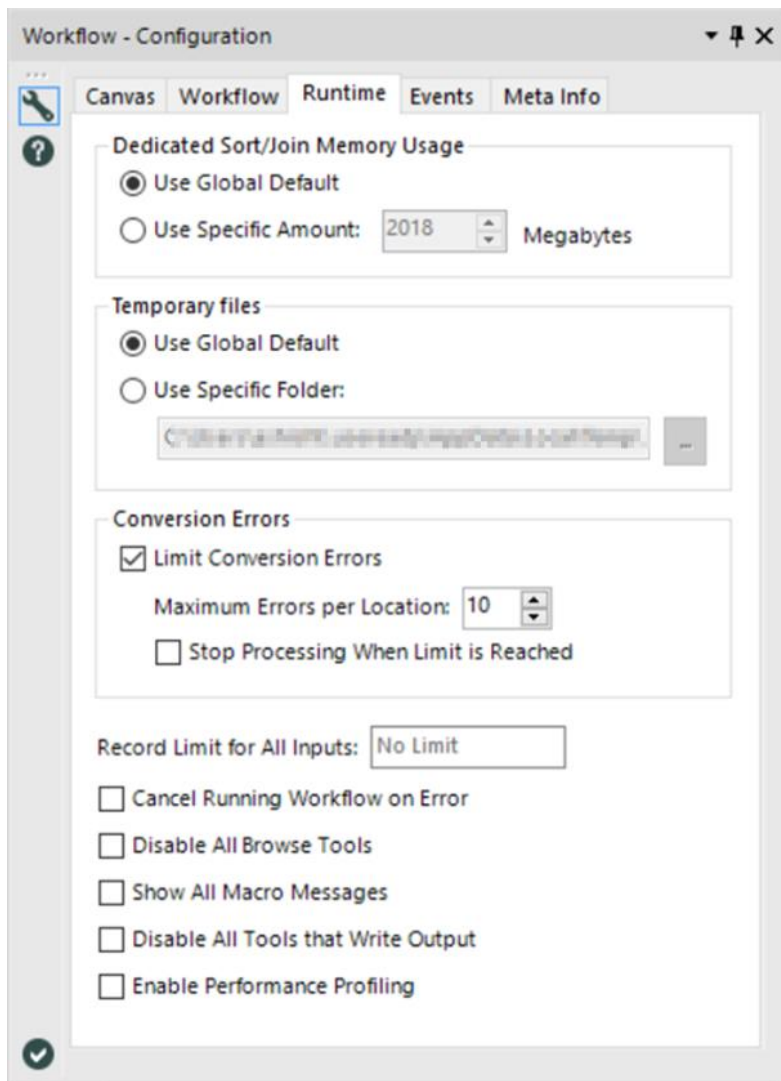 Workflow - Configuration
Canvas Workflow Runtime Events Meta Info
Dedicated Sort/Join Memory Usage
Use Global Default
Use Specific Amount: 2018 Megabytes
Temporary files
Use Global Default
Use Specific Folder:
...
Conversion Errors
Limit Conversion Errors
Maximum Errors per Location: 10
Stop Processing When Limit is Reached
Record Limit for All Inputs: No Limit
Cancel Running Workflow on Error
Disable All Browse Tools
Show All Macro Messages
Disable All Tools that Write Output
Enable Performance Profiling